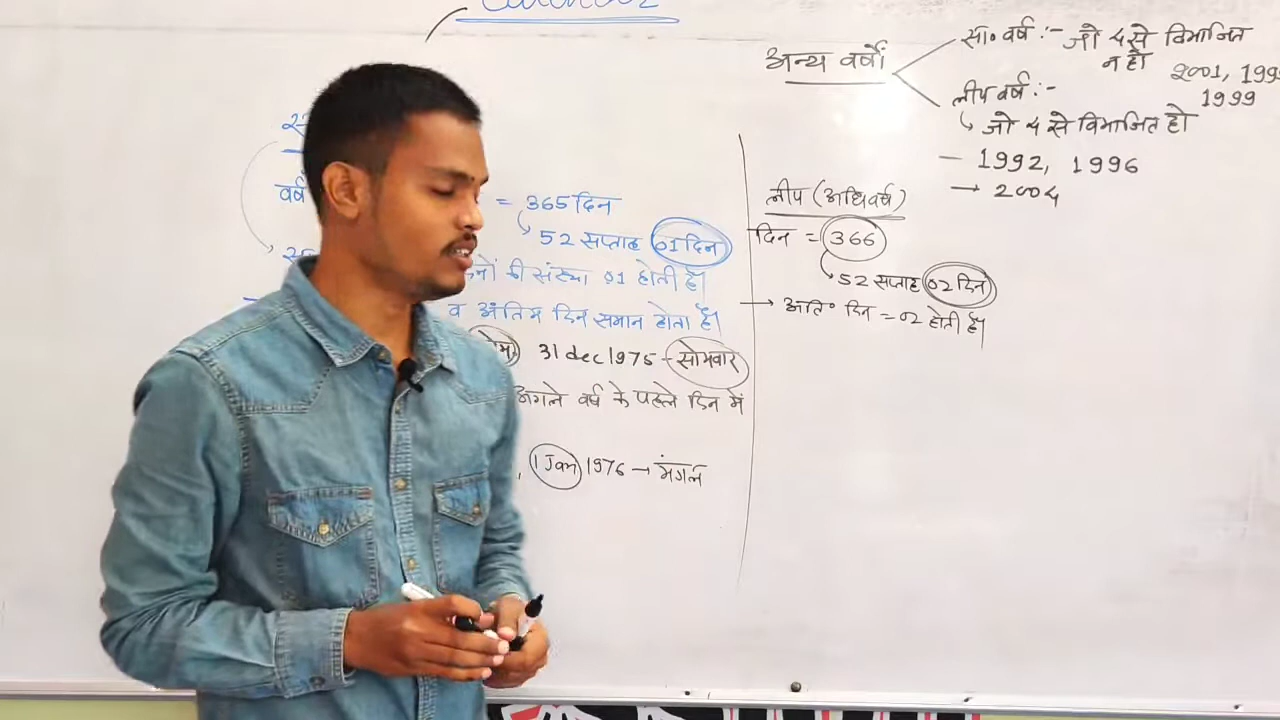 वर्ष = 365 दिन
52 सप्ताह 01 दिन
की संख्या 01 होती है।
व अंतिम दिन समान होता है।
31 dec 1975 - सोमवार
अगले वर्ष के पहले दिन में
1 Jan 1976 → मंगल
अन्य वर्षों
सा० वर्ष :- जो 4 से विभाजित
न हो
2001, 199
1999
लीप वर्ष :-
जो 4 से विभाजित हो
- 1992, 1996
→ 2004
लीप (अधिवर्ष)
दिन = 366
52 सप्ताह 02 दिन
→ अति० दिन = 02 होती है।